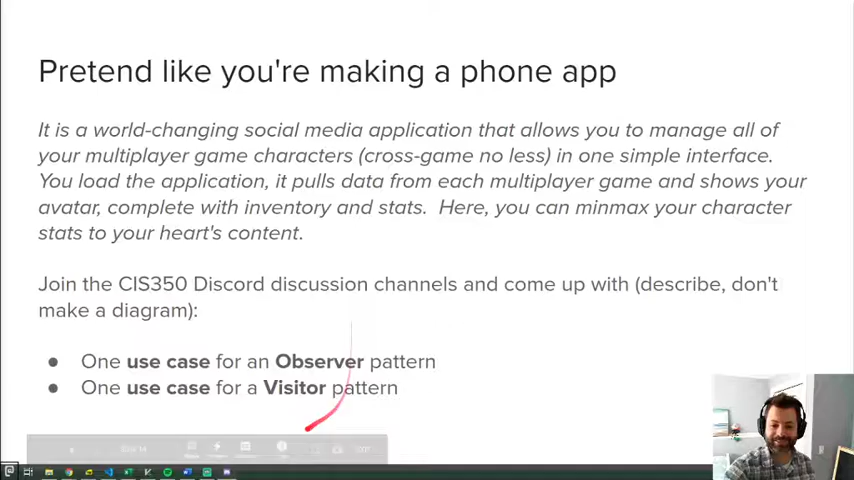 Pretend like you're making a phone app
It is a world-changing social media application that allows you to manage all of
your multiplayer game characters (cross-game no less) in one simple interface.
You load the application, it pulls data from each multiplayer game and shows your
avatar, complete with inventory and stats.  Here, you can minmax your character
stats to your heart's content.
Join the CIS350 Discord discussion channels and come up with (describe, don't
make a diagram):
● One use case for an Observer pattern
● One use case for a Visitor pattern